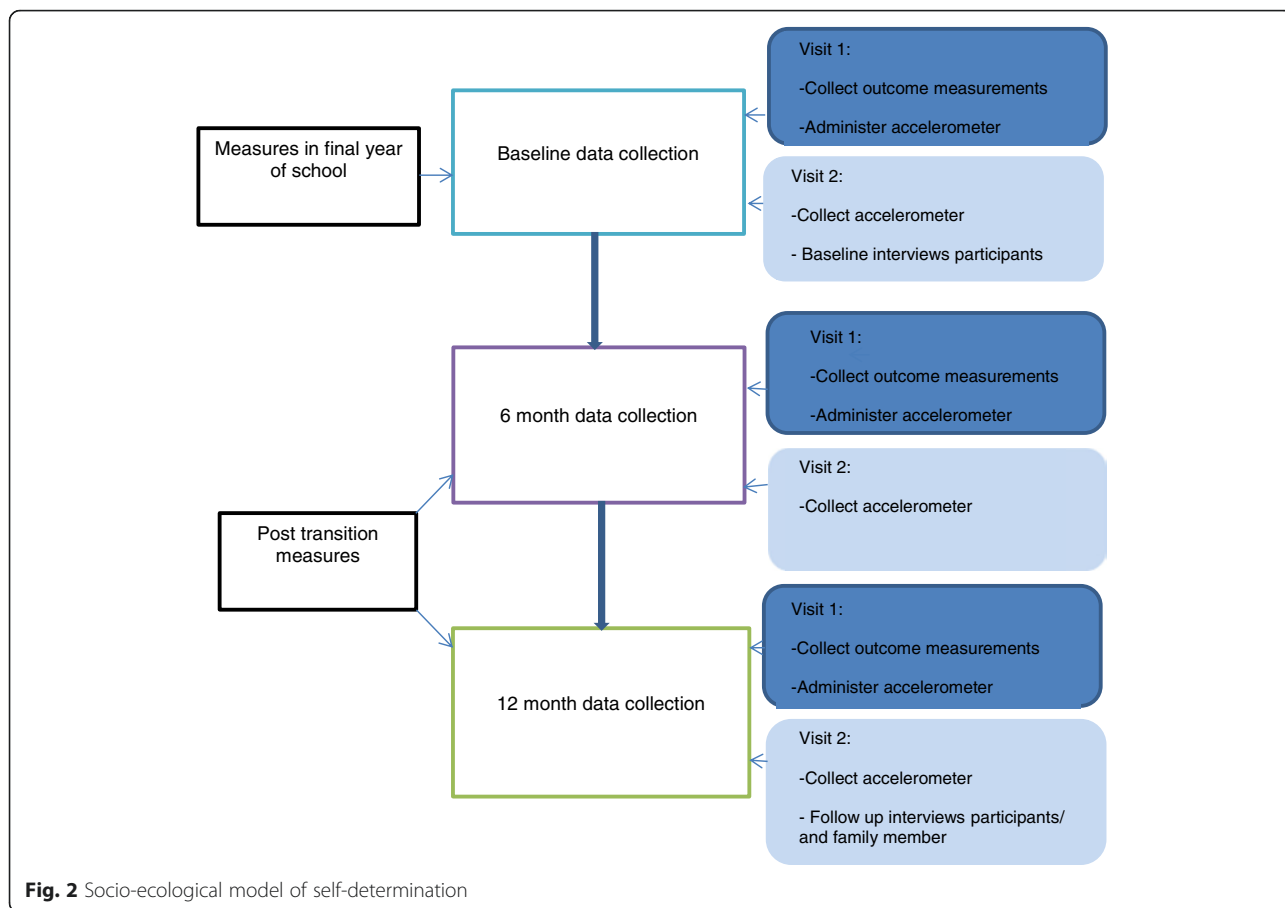 Measures in final year
of school
Baseline data collection
Visit 1:
-Collect outcome measurements
-Administer accelerometer
Visit 2:
-Collect accelerometer
- Baseline interviews participants
6 month data collection
Visit 1:
-Collect outcome measurements
-Administer accelerometer
Visit 2:
-Collect accelerometer
Post transition
measures
12 month data collection
Visit 1:
-Collect outcome measurements
-Administer accelerometer
Visit 2:
-Collect accelerometer
- Follow up interviews participants/
and family member
Fig. 2 Socio-ecological model of self-determination